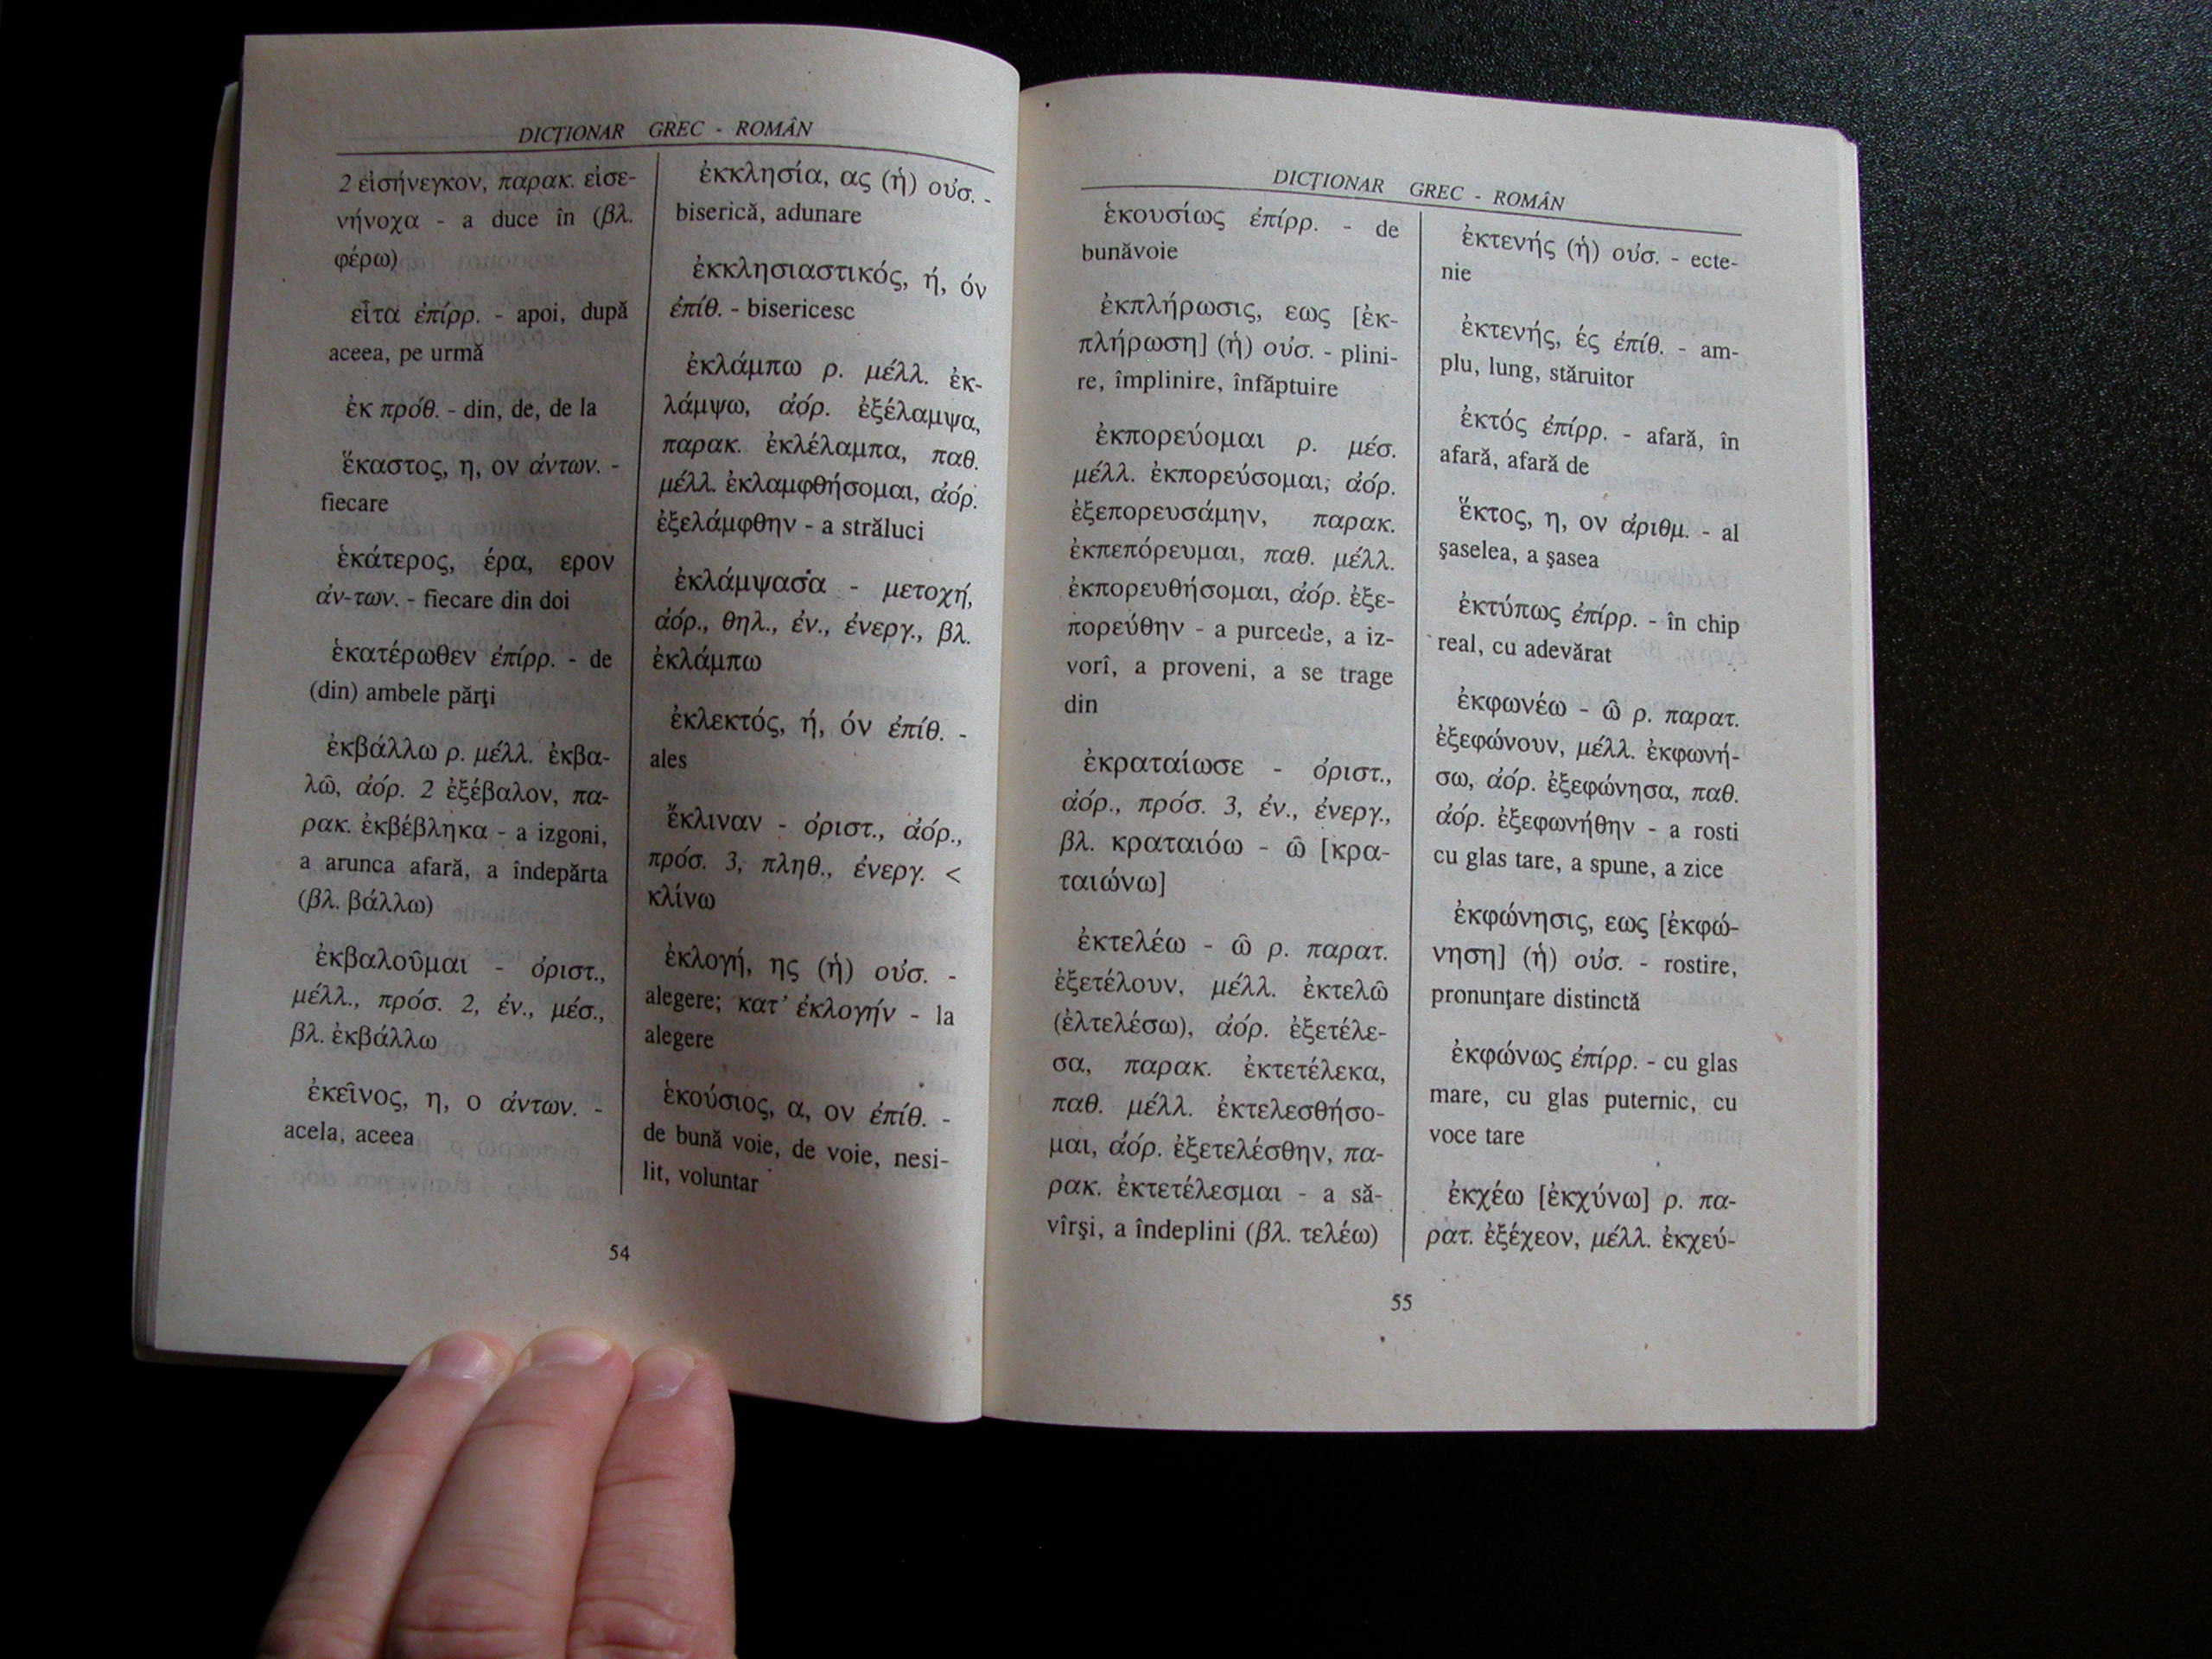 DICŢIONAR GREC - ROMÂN
2 εἰσήνεγκον, παρακ. εἰσε-
νήνοχα - a duce în (βλ.
φέρω)
εἶτα ἐπίρρ. - apoi, după
aceea, pe urmă
ἐκ πρόθ. - din, de, de la
ἕκαστος, η, ον ἀντων. -
fiecare
ἑκάτερος, έρα, ερον
ἀν-των. - fiecare din doi
ἑκατέρωθεν ἐπίρρ. - de
(din) ambele părţi
ἐκβάλλω ρ. μέλλ. ἐκβα-
λῶ, ἀόρ. 2 ἐξέβαλον, πα-
ρακ. ἐκβέβληκα - a izgoni,
a arunca afară, a îndepărta
(βλ. βάλλω)
ἐκβαλοῦμαι - ὁριστ.,
μέλλ., πρόσ. 2, ἐν., μέσ.,
βλ. ἐκβάλλω
ἐκεῖνος, η, ο ἀντων. -
acela, aceea
ἐκκλησία, ας (ἡ) οὐσ. -
biserică, adunare
ἐκκλησιαστικός, ή, όν
ἐπίθ. - bisericesc
ἐκλάμπω ρ. μέλλ. ἐκ-
λάμψω, ἀόρ. ἐξέλαμψα,
παρακ. ἐκλέλαμπα, παθ.
μέλλ. ἐκλαμφθήσομαι, ἀόρ.
ἐξελάμφθην - a străluci
ἐκλάμψασα - μετοχή,
ἀόρ., θηλ., ἐν., ἐνεργ., βλ.
ἐκλάμπω
ἐκλεκτός, ή, όν ἐπίθ. -
ales
ἔκλιναν - ὁριστ., ἀόρ.,
πρόσ. 3, πληθ., ἐνεργ. <
κλίνω
ἐκλογή, ης (ἡ) οὐσ. -
alegere; κατ’ ἐκλογήν - la
alegere
ἑκούσιος, α, ον ἐπίθ. -
de bună voie, de voie, nesi-
lit, voluntar
54
DICŢIONAR GREC - ROMÂN
ἑκουσίως ἐπίρρ. - de
bunăvoie
ἐκπλήρωσις, εως [ἐκ-
πλήρωση] (ἡ) οὐσ. - plini-
re, împlinire, înfăptuire
ἐκπορεύομαι ρ. μέσ.
μέλλ. ἐκπορεύσομαι, ἀόρ.
ἐξεπορευσάμην, παρακ.
ἐκπεπόρευμαι, παθ. μέλλ.
ἐκπορευθήσομαι, ἀόρ. ἐξε-
πορεύθην - a purcede, a iz-
vorî, a proveni, a se trage
din
ἐκραταίωσε - ὁριστ.,
ἀόρ., πρόσ. 3, ἐν., ἐνεργ.,
βλ. κραταιόω - ῶ [κρα-
ταιώνω]
ἐκτελέω - ῶ ρ. παρατ.
ἐξετέλουν, μέλλ. ἐκτελῶ
(ἐλτελέσω), ἀόρ. ἐξετέλε-
σα, παρακ. ἐκτετέλεκα,
παθ. μέλλ. ἐκτελεσθήσο-
μαι, ἀόρ. ἐξετελέσθην, πα-
ρακ. ἐκτετέλεσμαι - a să-
vîrşi, a îndeplini (βλ. τελέω)
ἐκτενής (ἡ) οὐσ. - ecte-
nie
ἐκτενής, ές ἐπίθ. - am-
plu, lung, stăruitor
ἐκτός ἐπίρρ. - afară, în
afară, afară de
ἕκτος, η, ον ἀριθμ. - al
şaselea, a şasea
ἐκτύπως ἐπίρρ. - în chip
real, cu adevărat
ἐκφωνέω - ῶ ρ. παρατ.
ἐξεφώνουν, μέλλ. ἐκφωνή-
σω, ἀόρ. ἐξεφώνησα, παθ.
ἀόρ. ἐξεφωνήθην - a rosti
cu glas tare, a spune, a zice
ἐκφώνησις, εως [ἐκφώ-
νηση] (ἡ) οὐσ. - rostire,
pronunţare distinctă
ἐκφώνως ἐπίρρ. - cu glas
mare, cu glas puternic, cu
voce tare
ἐκχέω [ἐκχύνω] ρ. πα-
ρατ. ἐξέχεον, μέλλ. ἐκχεύ-
55